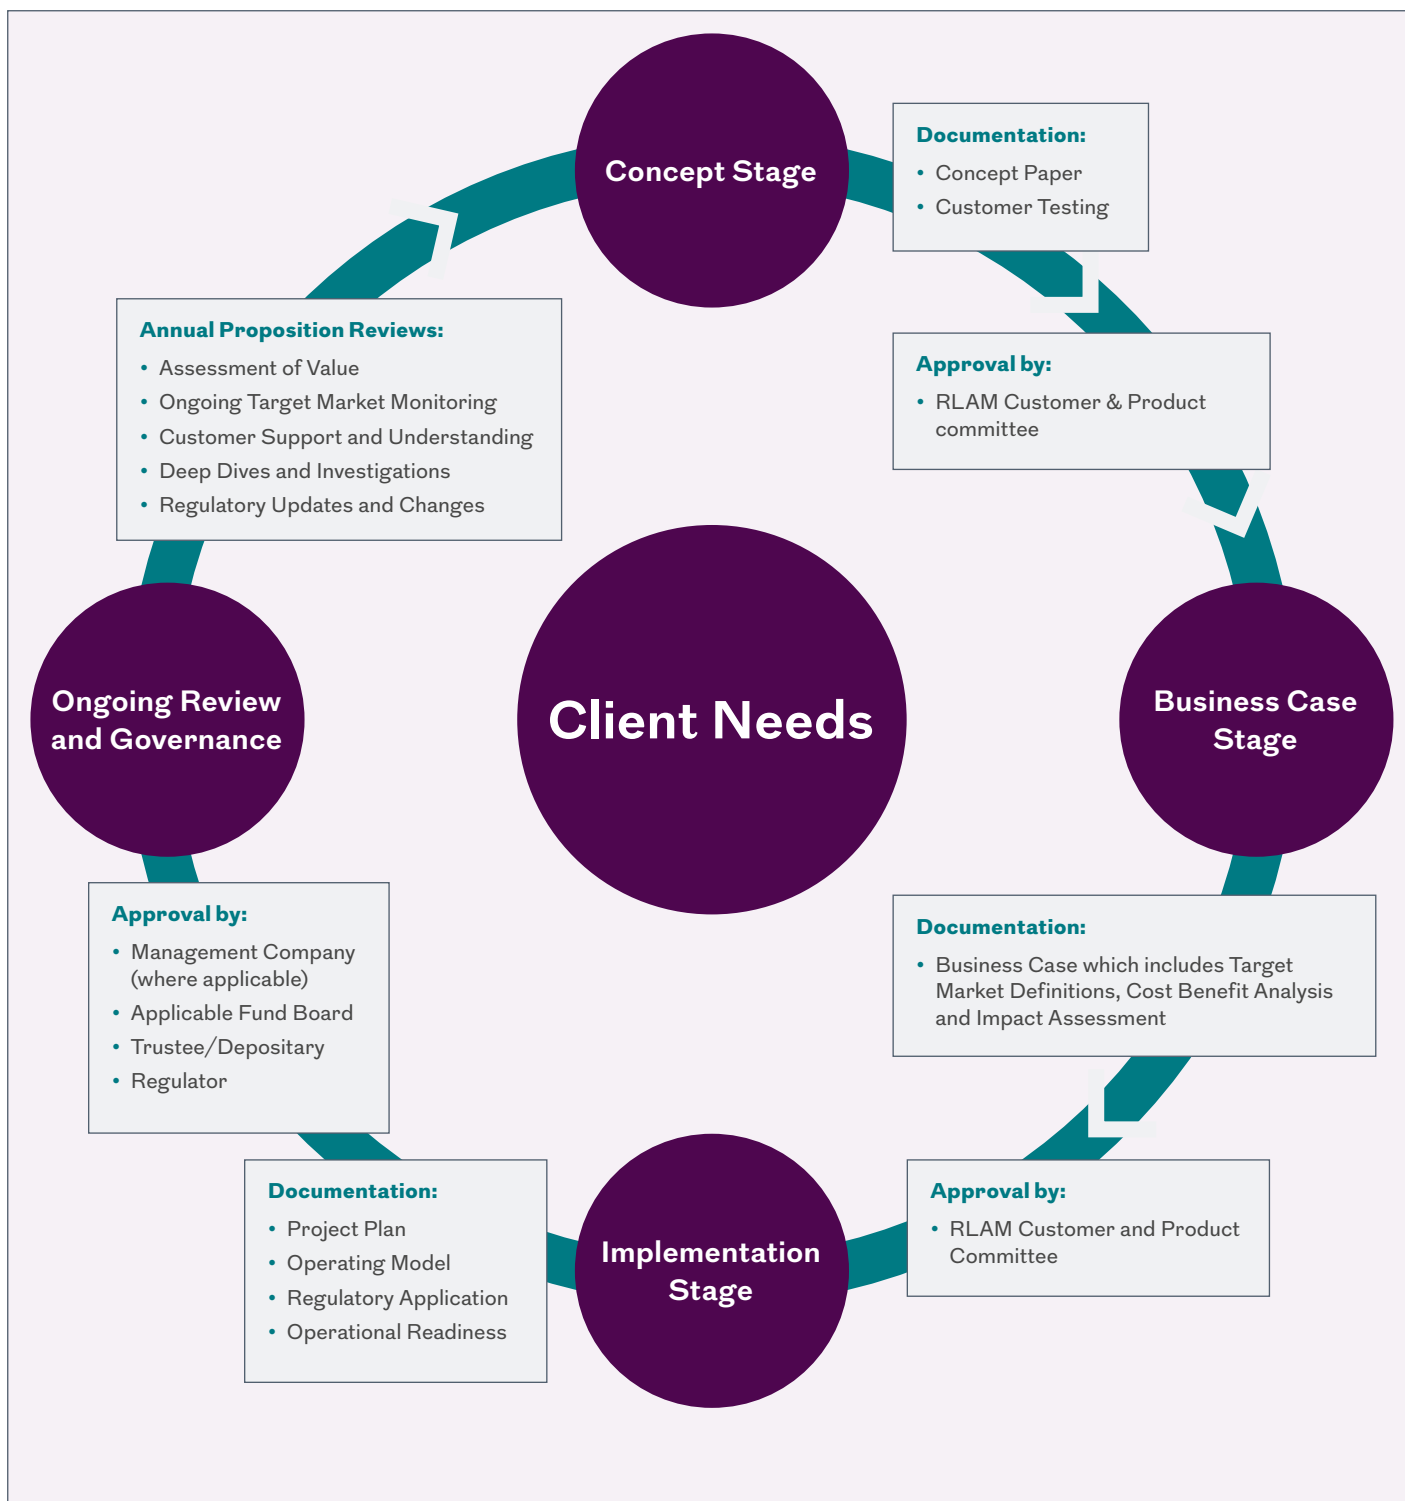 Concept Stage
Documentation:
• Concept Paper
• Customer Testing
Approval by:
• RLAM Customer & Product
committee
Business Case
Stage
Documentation:
• Business Case which includes Target
Market Definitions, Cost Benefit Analysis
and Impact Assessment
Approval by:
• RLAM Customer and Product
Committee
Implementation
Stage
Documentation:
• Project Plan
• Operating Model
• Regulatory Application
• Operational Readiness
Approval by:
• Management Company
(where applicable)
• Applicable Fund Board
• Trustee/Depositary
• Regulator
Ongoing Review
and Governance
Annual Proposition Reviews:
• Assessment of Value
• Ongoing Target Market Monitoring
• Customer Support and Understanding
• Deep Dives and Investigations
• Regulatory Updates and Changes
Client Needs